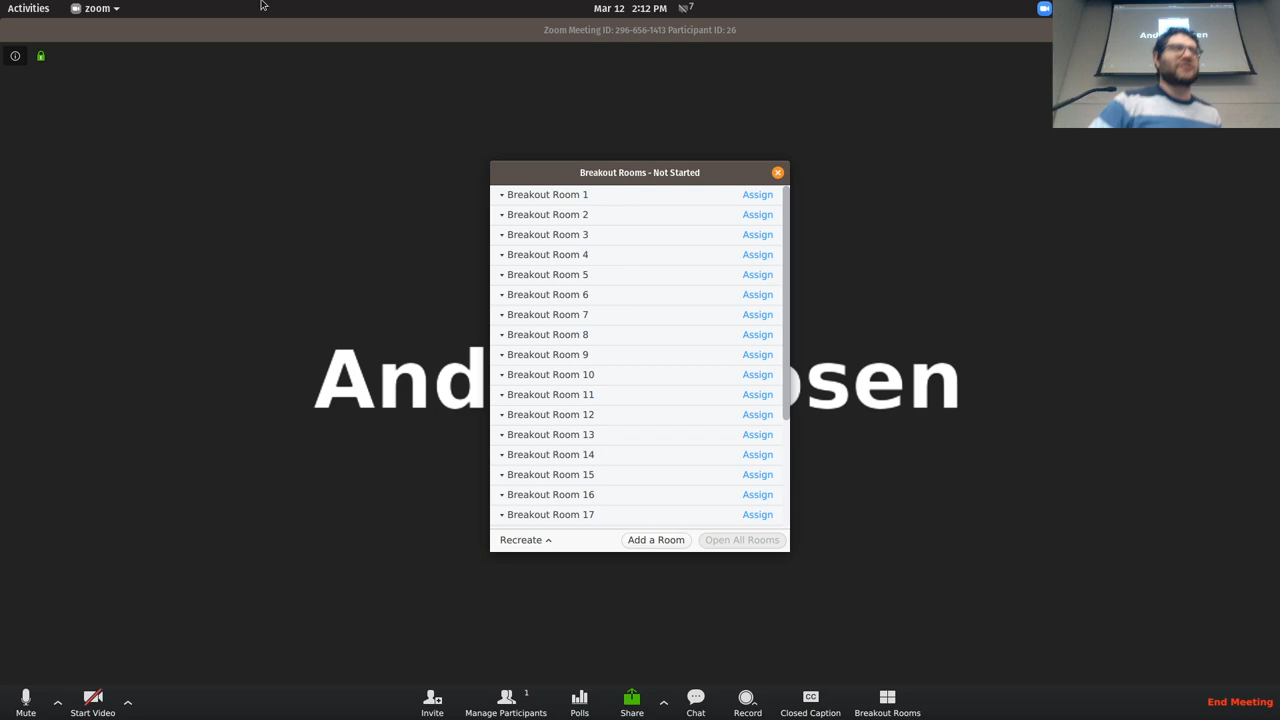 Activities
zoom
Mar 12 2:12 PM
7
Zoom Meeting ID: 296-656-1413 Participant ID: 26
Breakout Rooms - Not Started
Breakout Room 1 Assign
Breakout Room 2 Assign
Breakout Room 3 Assign
Breakout Room 4 Assign
Breakout Room 5 Assign
Breakout Room 6 Assign
Breakout Room 7 Assign
Breakout Room 8 Assign
Breakout Room 9 Assign
Breakout Room 10 Assign
Breakout Room 11 Assign
Breakout Room 12 Assign
Breakout Room 13 Assign
Breakout Room 14 Assign
Breakout Room 15 Assign
Breakout Room 16 Assign
Breakout Room 17 Assign
Recreate Add a Room Open All Rooms
Mute
Start Video
Invite
1
Manage Participants
Polls
Share
Chat
Record
CC
Closed Caption
Breakout Rooms
End Meeting